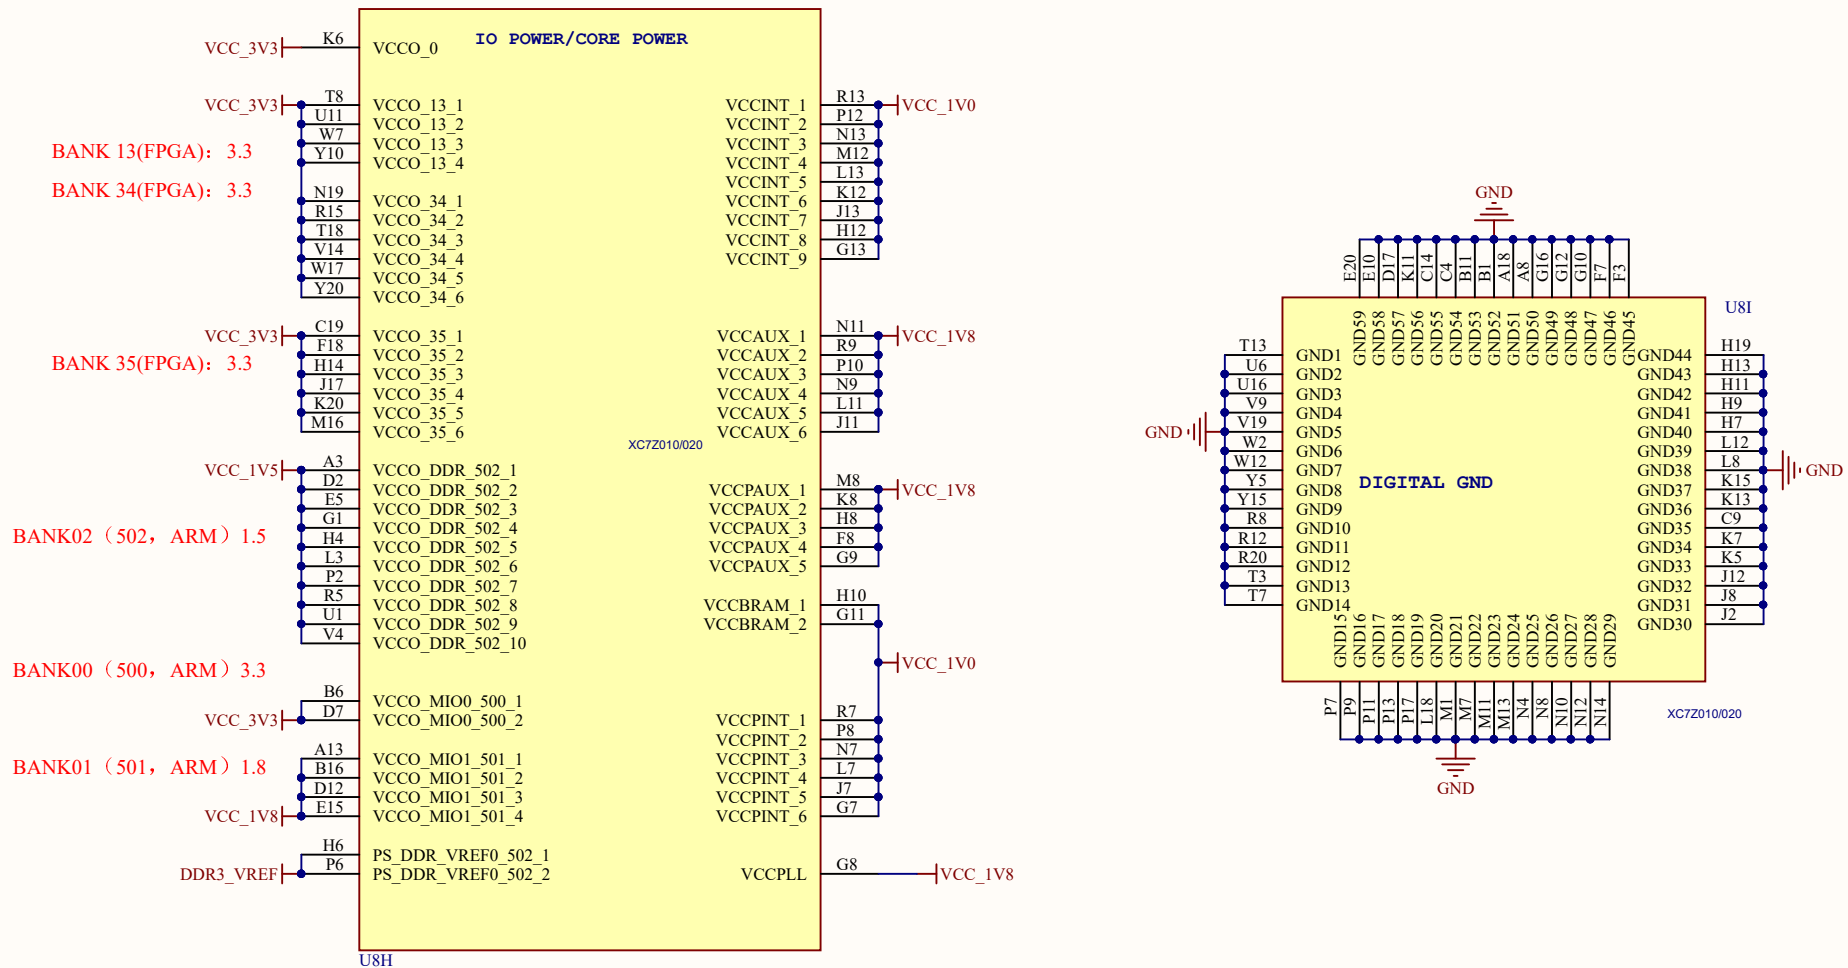 IO POWER/CORE POWER
VCC_3V3 K6 VCCO_0
VCC_3V3 T8 VCCO_13_1
U11 VCCO_13_2
W7 VCCO_13_3
Y10 VCCO_13_4
BANK 13(FPGA)：3.3
BANK 34(FPGA)：3.3
N19 VCCO_34_1
R15 VCCO_34_2
T18 VCCO_34_3
V14 VCCO_34_4
W17 VCCO_34_5
Y20 VCCO_34_6
VCC_3V3 C19 VCCO_35_1
F18 VCCO_35_2
H14 VCCO_35_3
J17 VCCO_35_4
K20 VCCO_35_5
M16 VCCO_35_6
BANK 35(FPGA)：3.3
VCC_1V5 A3 VCCO_DDR_502_1
D2 VCCO_DDR_502_2
E5 VCCO_DDR_502_3
G1 VCCO_DDR_502_4
H4 VCCO_DDR_502_5
L3 VCCO_DDR_502_6
P2 VCCO_DDR_502_7
R5 VCCO_DDR_502_8
U1 VCCO_DDR_502_9
V4 VCCO_DDR_502_10
BANK02（502，ARM）1.5
BANK00（500，ARM）3.3
B6 VCCO_MIO0_500_1
VCC_3V3 D7 VCCO_MIO0_500_2
BANK01（501，ARM）1.8
A13 VCCO_MIO1_501_1
B16 VCCO_MIO1_501_2
D12 VCCO_MIO1_501_3
VCC_1V8 E15 VCCO_MIO1_501_4
H6 PS_DDR_VREF0_502_1
DDR3_VREF P6 PS_DDR_VREF0_502_2
VCCINT_1 R13 VCC_1V0
VCCINT_2 P12
VCCINT_3 N13
VCCINT_4 M12
VCCINT_5 L13
VCCINT_6 K12
VCCINT_7 J13
VCCINT_8 H12
VCCINT_9 G13
VCCAUX_1 N11 VCC_1V8
VCCAUX_2 R9
VCCAUX_3 P10
VCCAUX_4 N9
VCCAUX_5 L11
VCCAUX_6 J11
XC7Z010/020
VCCPAUX_1 M8 VCC_1V8
VCCPAUX_2 K8
VCCPAUX_3 H8
VCCPAUX_4 F8
VCCPAUX_5 G9
VCCBRAM_1 H10
VCCBRAM_2 G11
VCC_1V0
VCCPINT_1 R7
VCCPINT_2 P8
VCCPINT_3 N7
VCCPINT_4 L7
VCCPINT_5 J7
VCCPINT_6 G7
VCCPLL G8 VCC_1V8
U8H
GND
E20 E10 D17 K11 C14 C4 B11 B1 A18 A8 G16 G12 G10 F7 F3
GND59 GND58 GND57 GND56 GND55 GND54 GND53 GND52 GND51 GND50 GND49 GND48 GND47 GND46 GND45
U8I
T13 GND1
U6 GND2
U16 GND3
V9 GND4
GND V19 GND5
W2 GND6
W12 GND7
Y5 GND8
Y15 GND9
R8 GND10
R12 GND11
R20 GND12
T3 GND13
T7 GND14
DIGITAL GND
GND44 H19
GND43 H13
GND42 H11
GND41 H9
GND40 H7
GND39 L12
GND38 L8 GND
GND37 K15
GND36 K13
GND35 C9
GND34 K7
GND33 K5
GND32 J12
GND31 J8
GND30 J2
GND15 GND16 GND17 GND18 GND19 GND20 GND21 GND22 GND23 GND24 GND25 GND26 GND27 GND28 GND29
P7 P9 P11 P13 P17 L18 M1 M7 M11 M13 N4 N8 N10 N12 N14
XC7Z010/020
GND